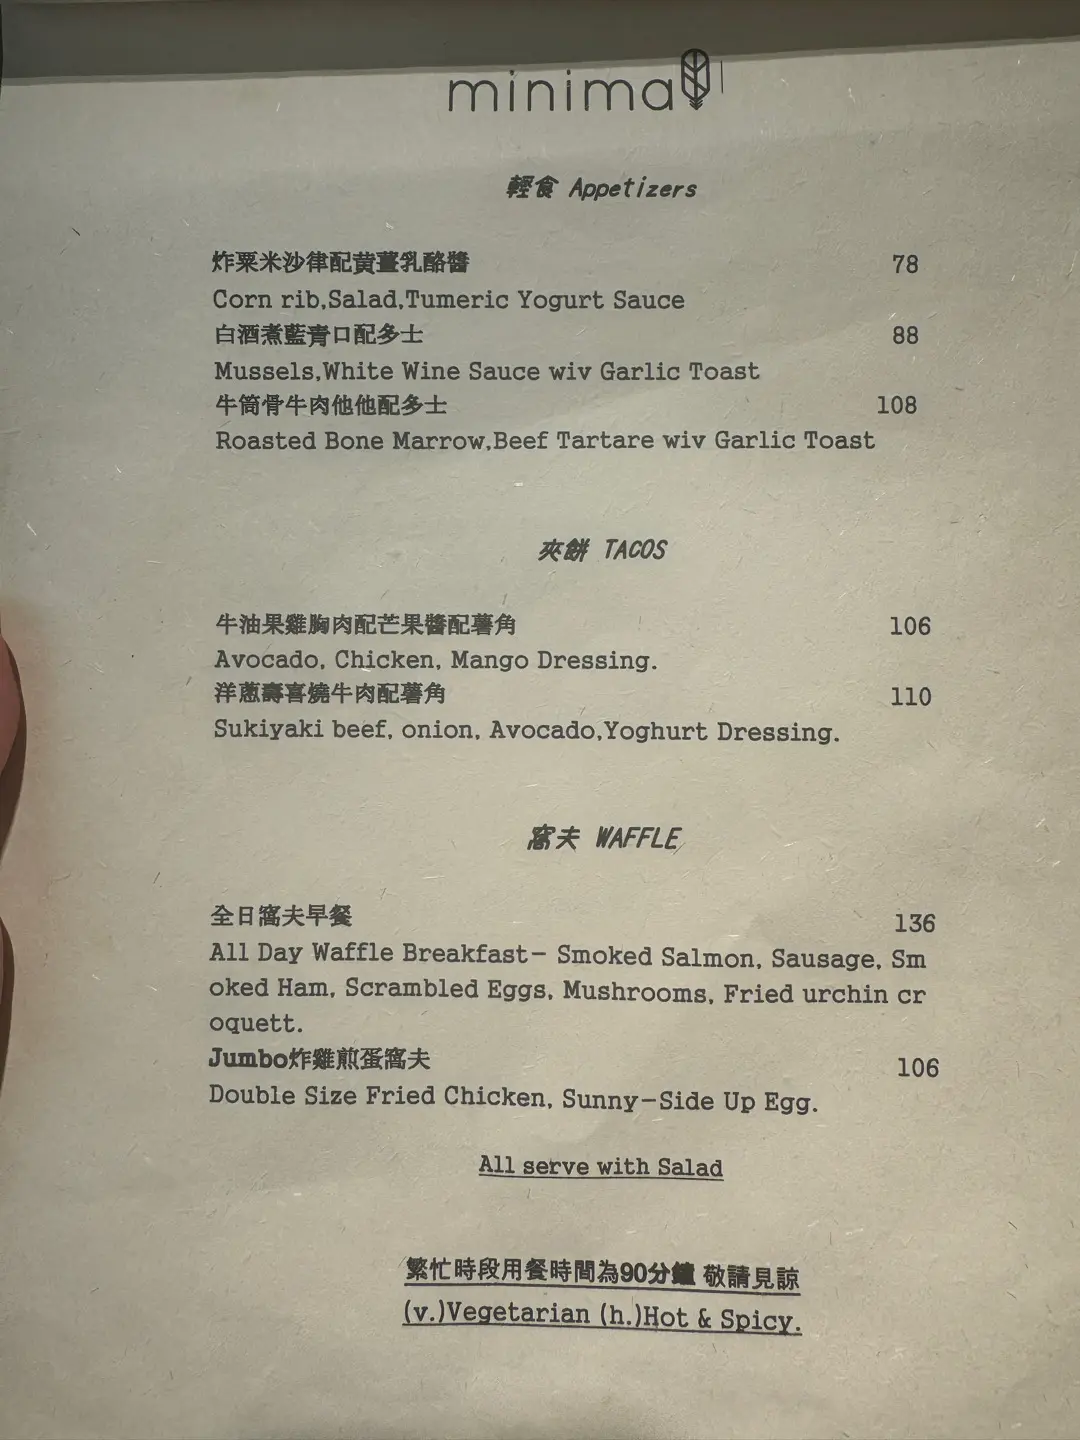 minimal
輕食 Appetizers
炸粟米沙律配黄薑乳酪醬 78
Corn rib,Salad,Tumeric Yogurt Sauce
白酒煮藍青口配多士 88
Mussels,White Wine Sauce wiv Garlic Toast
牛筒骨牛肉他他配多士 108
Roasted Bone Marrow,Beef Tartare wiv Garlic Toast
夾餅 TACOS
牛油果雞胸肉配芒果醬配薯角 106
Avocado, Chicken, Mango Dressing.
洋蔥壽喜燒牛肉配薯角 110
Sukiyaki beef, onion, Avocado,Yoghurt Dressing.
窩夫 WAFFLE
全日窩夫早餐 136
All Day Waffle Breakfast- Smoked Salmon, Sausage, Sm
oked Ham, Scrambled Eggs, Mushrooms, Fried urchin cr
oquett.
Jumbo炸雞煎蛋窩夫 106
Double Size Fried Chicken, Sunny-Side Up Egg.
All serve with Salad
繁忙時段用餐時間為90分鐘 敬請見諒
(v.)Vegetarian (h.)Hot & Spicy.